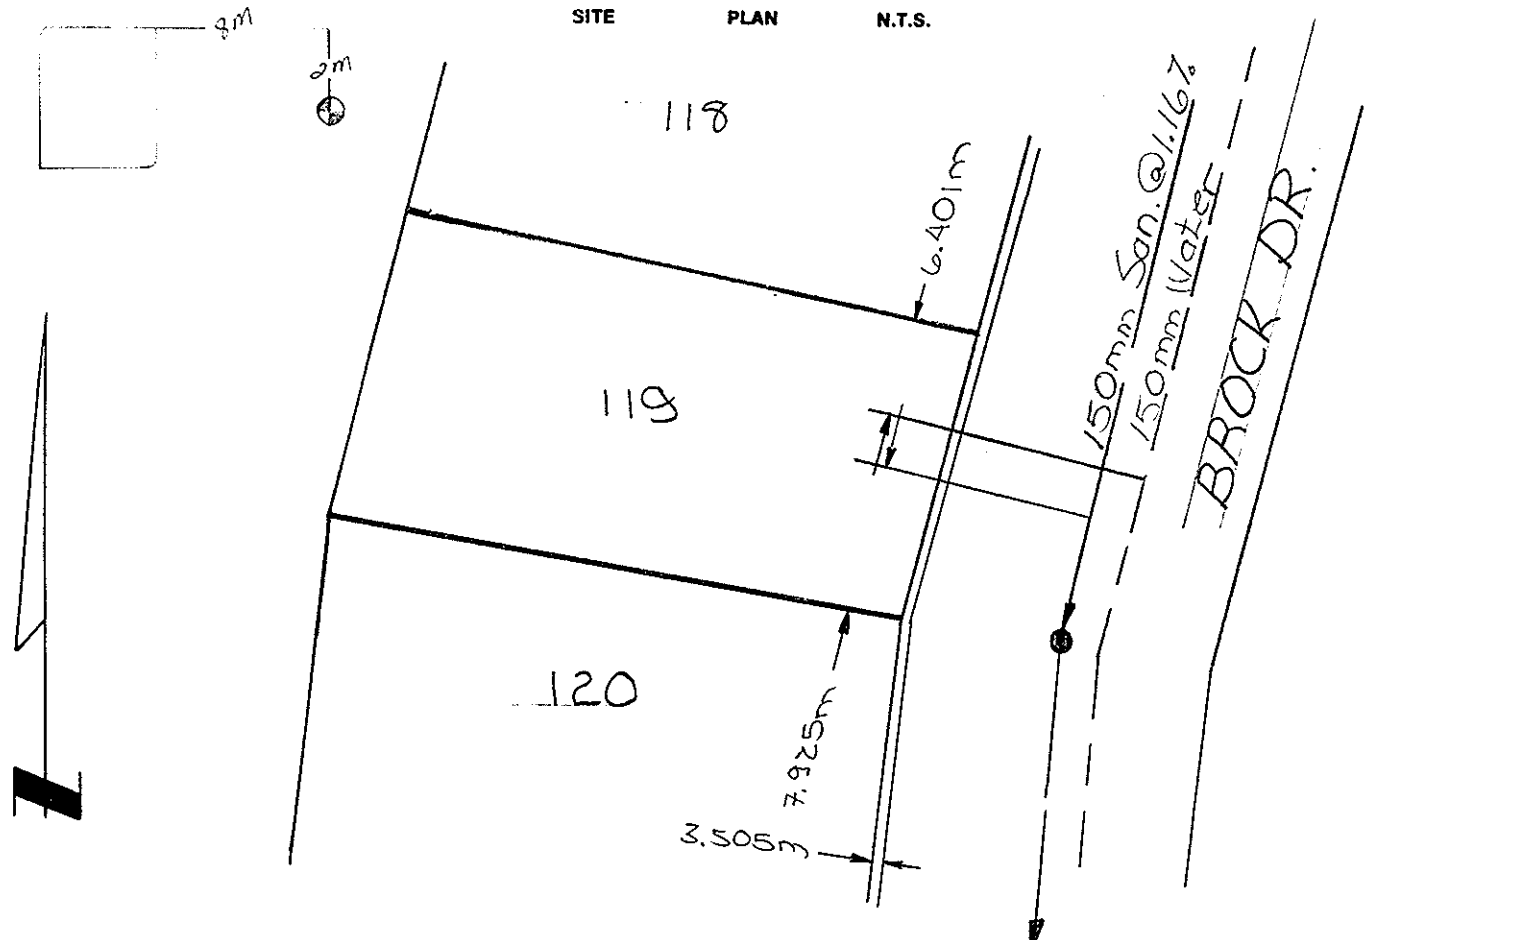 SITE PLAN N.T.S.
8M
2M
118
6.401m
150mm San. @ 1.16%
150mm Water
BROCK DR.
119
120
7.925m
3.505m
N